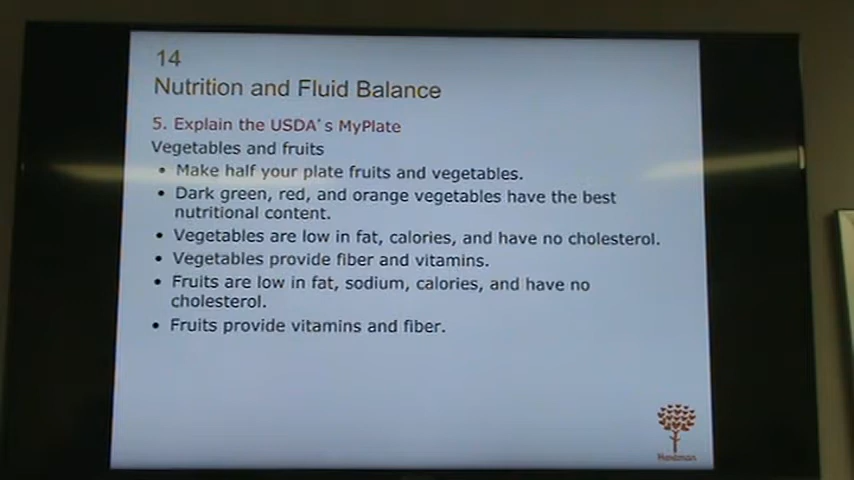 14
Nutrition and Fluid Balance
5. Explain the USDA's MyPlate
Vegetables and fruits
• Make half your plate fruits and vegetables.
• Dark green, red, and orange vegetables have the best
nutritional content.
• Vegetables are low in fat, calories, and have no cholesterol.
• Vegetables provide fiber and vitamins.
• Fruits are low in fat, sodium, calories, and have no
cholesterol.
• Fruits provide vitamins and fiber.
Hartman